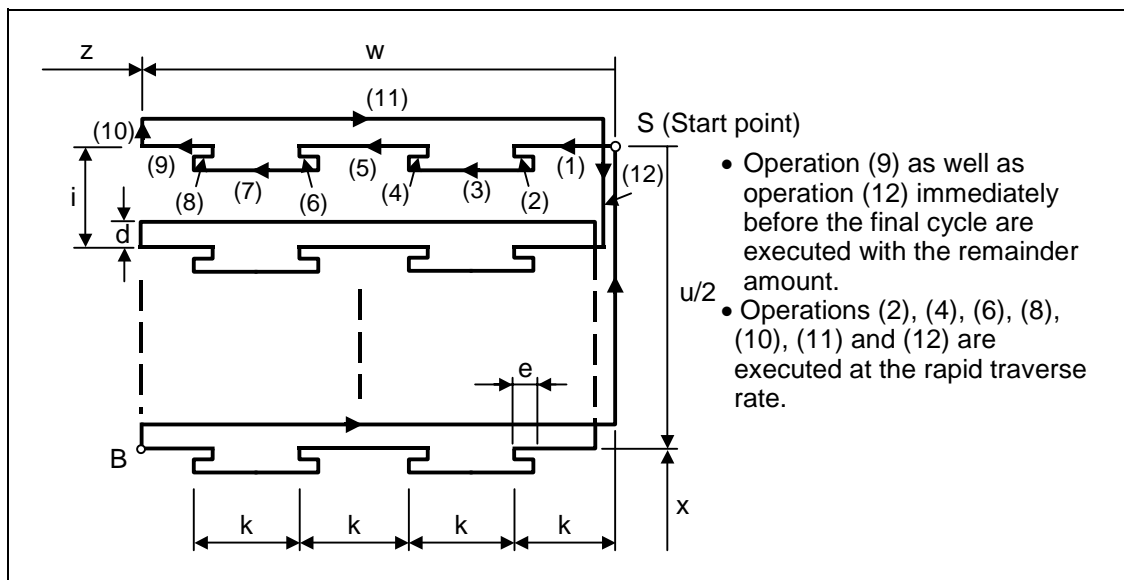 z
w
(11)
S (Start point)
(10)
(9)
(5)
(1)
i
(8)
(7)
(6)
(4)
(3)
(2)
(12)
d
u/2
e
B
x
k
k
k
k
• Operation (9) as well as
operation (12) immediately
before the final cycle are
executed with the remainder
amount.
• Operations (2), (4), (6), (8),
(10), (11) and (12) are
executed at the rapid traverse
rate.